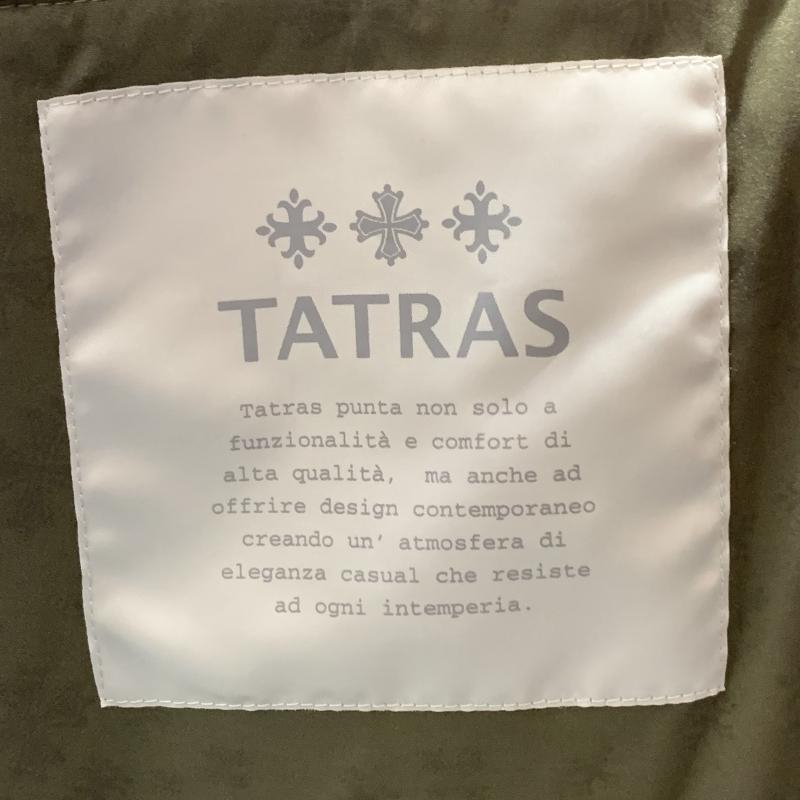 TATRAS
Tatras punta non solo a
funzionalità e comfort di
alta qualità, ma anche ad
offrire design contemporaneo
creando un' atmosfera di
eleganza casual che resiste
ad ogni intemperia.